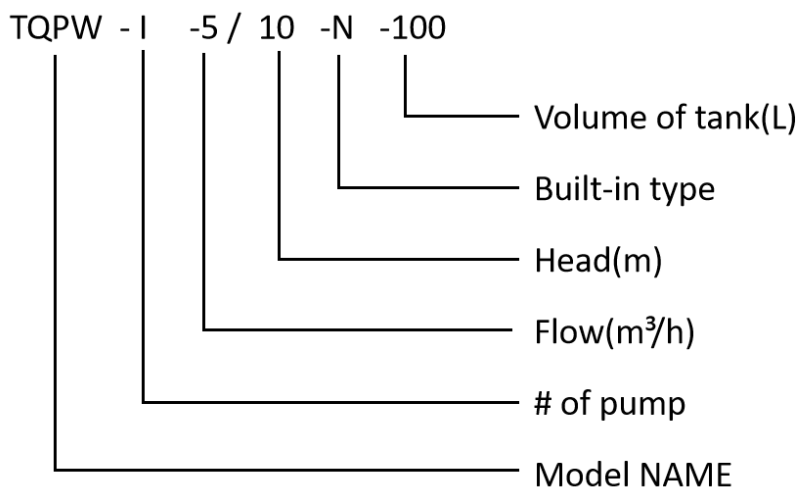 TQPW - I -5 / 10 -N -100
Volume of tank(L)
Built-in type
Head(m)
Flow(m³/h)
# of pump
Model NAME